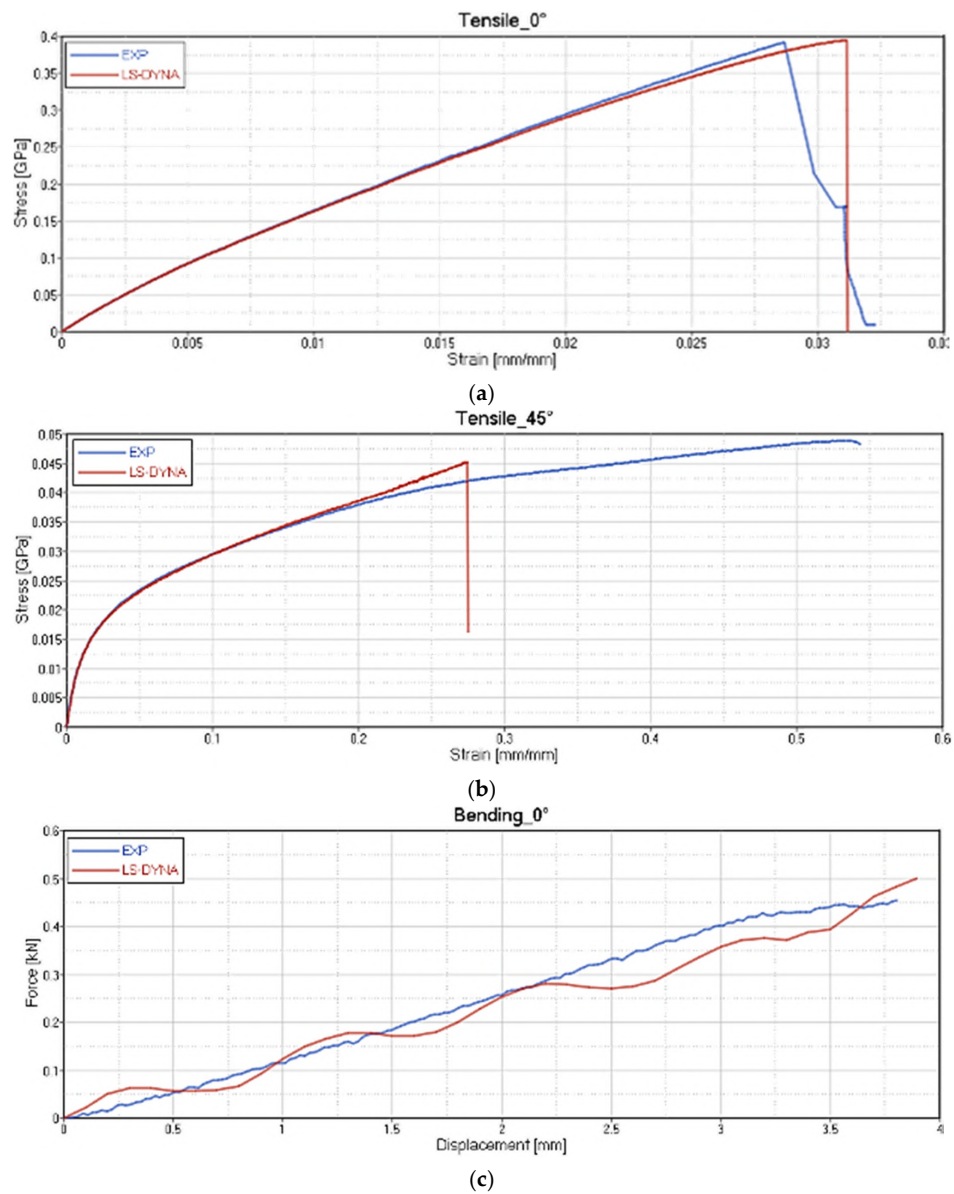 Tensile_0°
EXP
LS-DYNA
Stress [GPa]
0.4
0.35
0.3
0.25
0.2
0.15
0.1
0.05
0
0 0.005 0.01 0.015 0.02 0.025 0.03
Strain [mm/mm]
(a)
Tensile_45°
EXP
LS-DYNA
Stress [GPa]
0.05
0.045
0.04
0.035
0.03
0.025
0.02
0.015
0.01
0.005
0
0 0.1 0.2 0.3 0.4 0.5 0.6
Strain [mm/mm]
(b)
Bending_0°
EXP
LS-DYNA
Force [kN]
0.6
0.5
0.4
0.3
0.2
0.1
0
0 0.5 1 1.5 2 2.5 3 3.5 4
Displacement [mm]
(c)